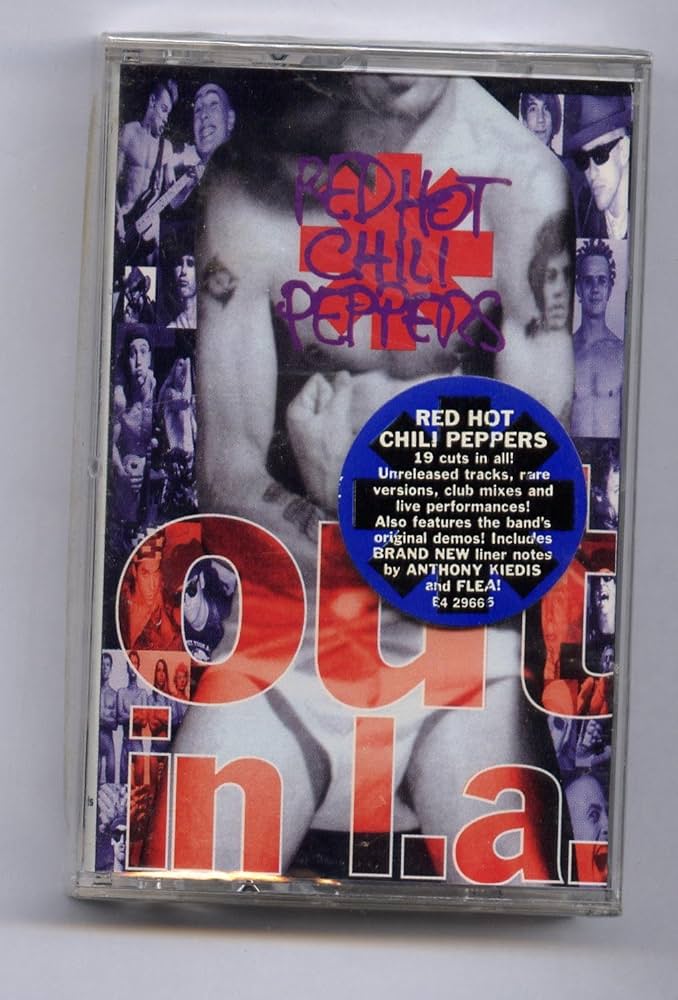 RED HOT
CHILI
PEPPERS
RED HOT
CHILI PEPPERS
19 cuts in all!
Unreleased tracks, rare
versions, club mixes and
live performances!
Also features the band's
original demos! Includes
BRAND NEW liner notes
by ANTHONY KIEDIS
and FLEA!
E4 29665
out
in l.a.